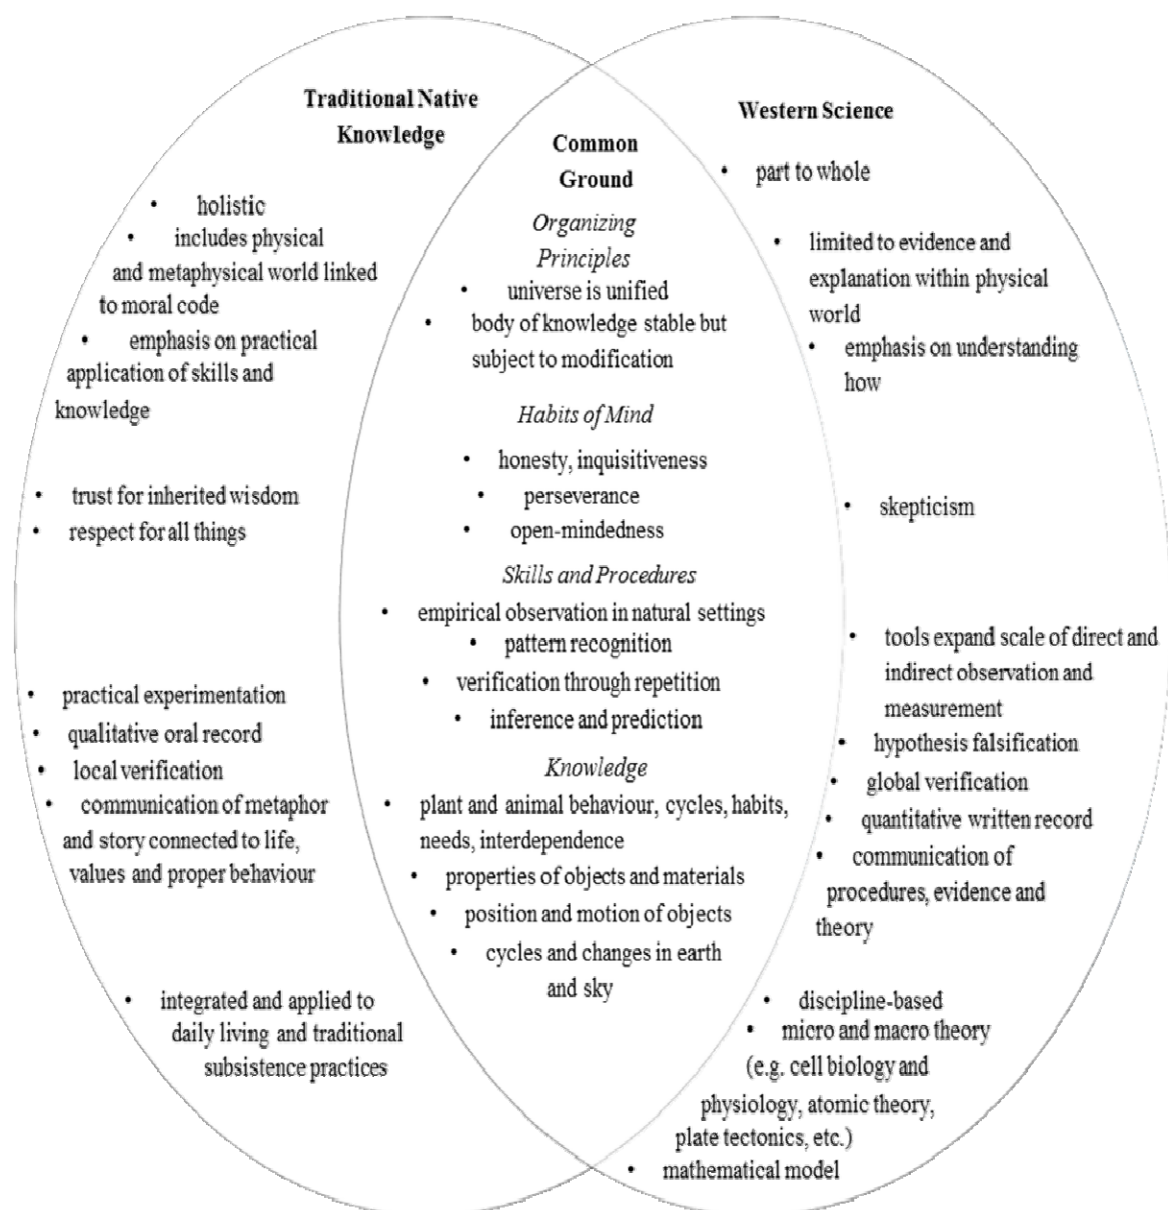 Traditional Native
Knowledge
• holistic
• includes physical
and metaphysical world linked
to moral code
• emphasis on practical
application of skills and
knowledge
• trust for inherited wisdom
• respect for all things
• practical experimentation
• qualitative oral record
• local verification
• communication of metaphor
and story connected to life,
values and proper behaviour
• integrated and applied to
daily living and traditional
subsistence practices
Common
Ground
Organizing
Principles
• universe is unified
• body of knowledge stable but
subject to modification
Habits of Mind
• honesty, inquisitiveness
• perseverance
• open-mindedness
Skills and Procedures
• empirical observation in natural settings
• pattern recognition
• verification through repetition
• inference and prediction
Knowledge
• plant and animal behaviour, cycles, habits,
needs, interdependence
• properties of objects and materials
• position and motion of objects
• cycles and changes in earth
and sky
Western Science
• part to whole
• limited to evidence and
explanation within physical
world
• emphasis on understanding
how
• skepticism
• tools expand scale of direct and
indirect observation and
measurement
• hypothesis falsification
• global verification
• quantitative written record
• communication of
procedures, evidence and
theory
• discipline-based
• micro and macro theory
(e.g. cell biology and
physiology, atomic theory,
plate tectonics, etc.)
• mathematical model